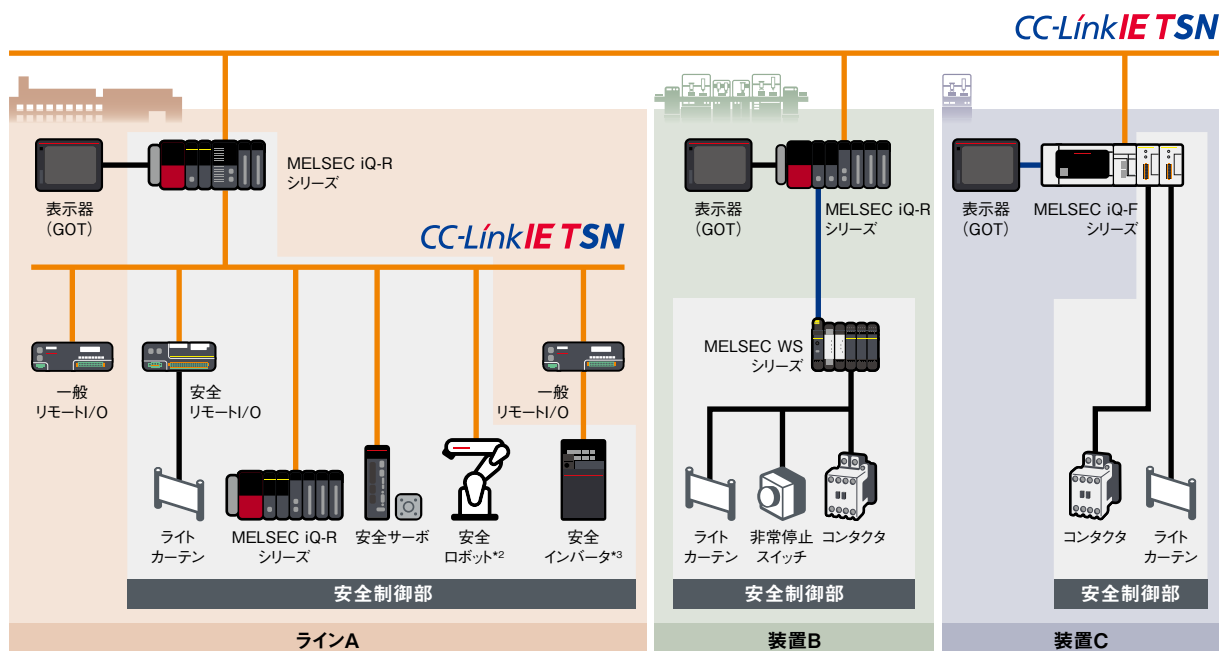 CC-Link IE TSN
表示器
(GOT)
MELSEC iQ-R
シリーズ
CC-Link IE TSN
一般
リモートI/O
安全
リモートI/O
一般
リモートI/O
ライト
カーテン
MELSEC iQ-R
シリーズ
安全サーボ
安全
ロボット*2
安全
インバータ*3
安全制御部
ラインA
表示器
(GOT)
MELSEC iQ-R
シリーズ
MELSEC WS
シリーズ
ライト
カーテン
非常停止
スイッチ
コンタクタ
安全制御部
装置B
表示器
(GOT)
MELSEC iQ-F
シリーズ
コンタクタ
ライト
カーテン
安全制御部
装置C